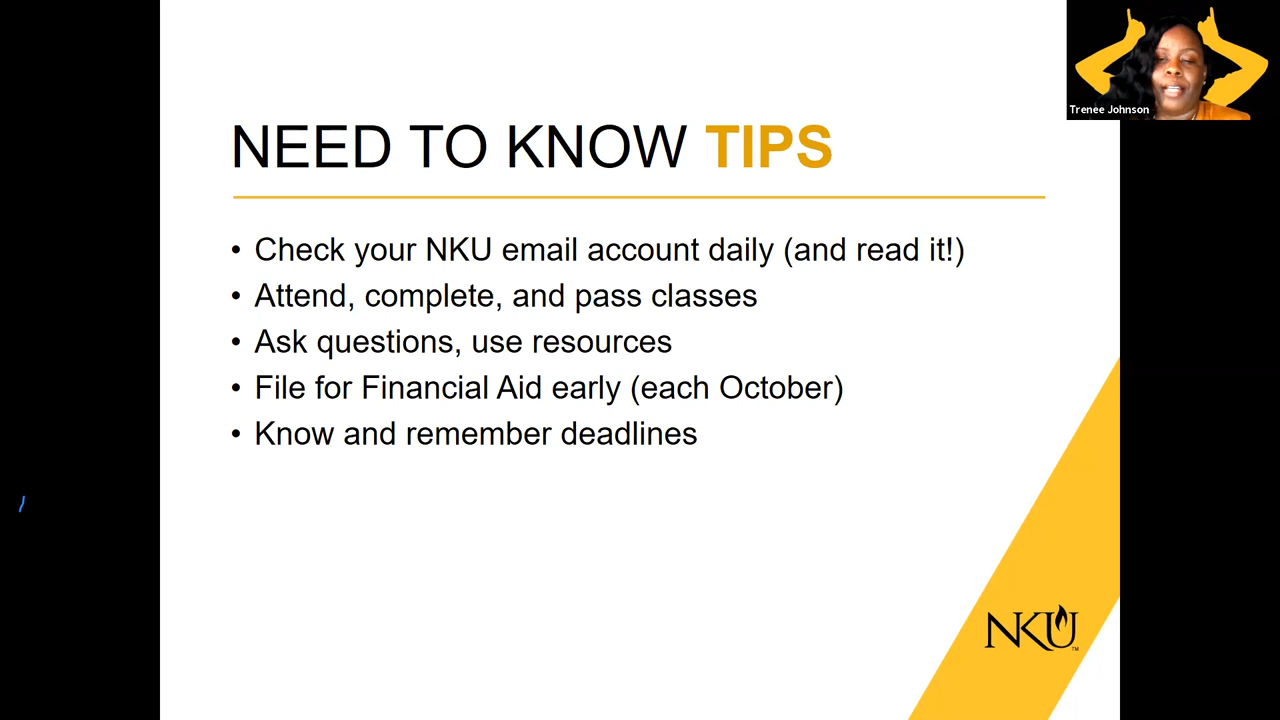 Trenee Johnson
NEED TO KNOW TIPS
• Check your NKU email account daily (and read it!)
• Attend, complete, and pass classes
• Ask questions, use resources
• File for Financial Aid early (each October)
• Know and remember deadlines
NKU™